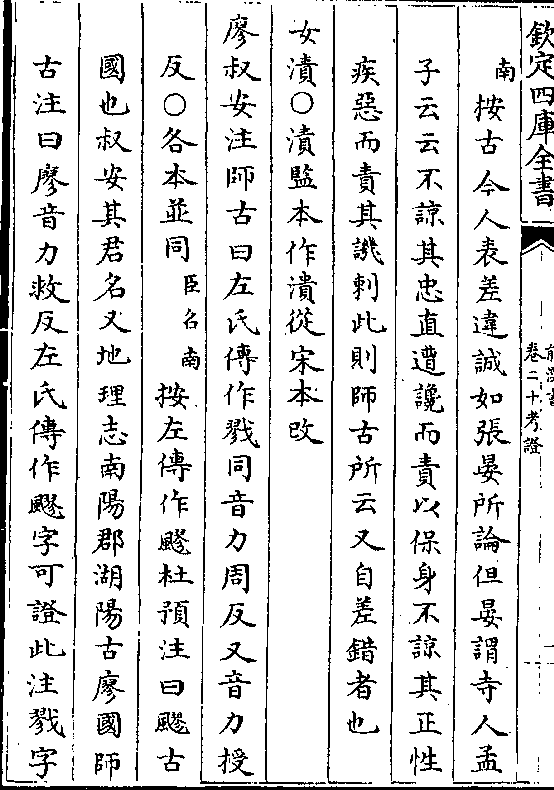 欽定四庫全書
前漢書
卷二十考證
南按古今人表差違誠如張晏所論但晏謂寺人孟
子云云不諒其忠直遭讒而責以保身不諒其正性
疾惡而責其譏刺此則師古所云又自差錯者也
女漬○漬監本作潰從宋本改
廖叔安注師古曰左氏傳作戮同音力周反又音力授
反○各本並同臣召南按左傳作飂杜預注曰飂古
國也叔安其君名又地理志南陽郡湖陽古廖國師
古注曰廖音力救反左氏傳作飂字可證此注戮字